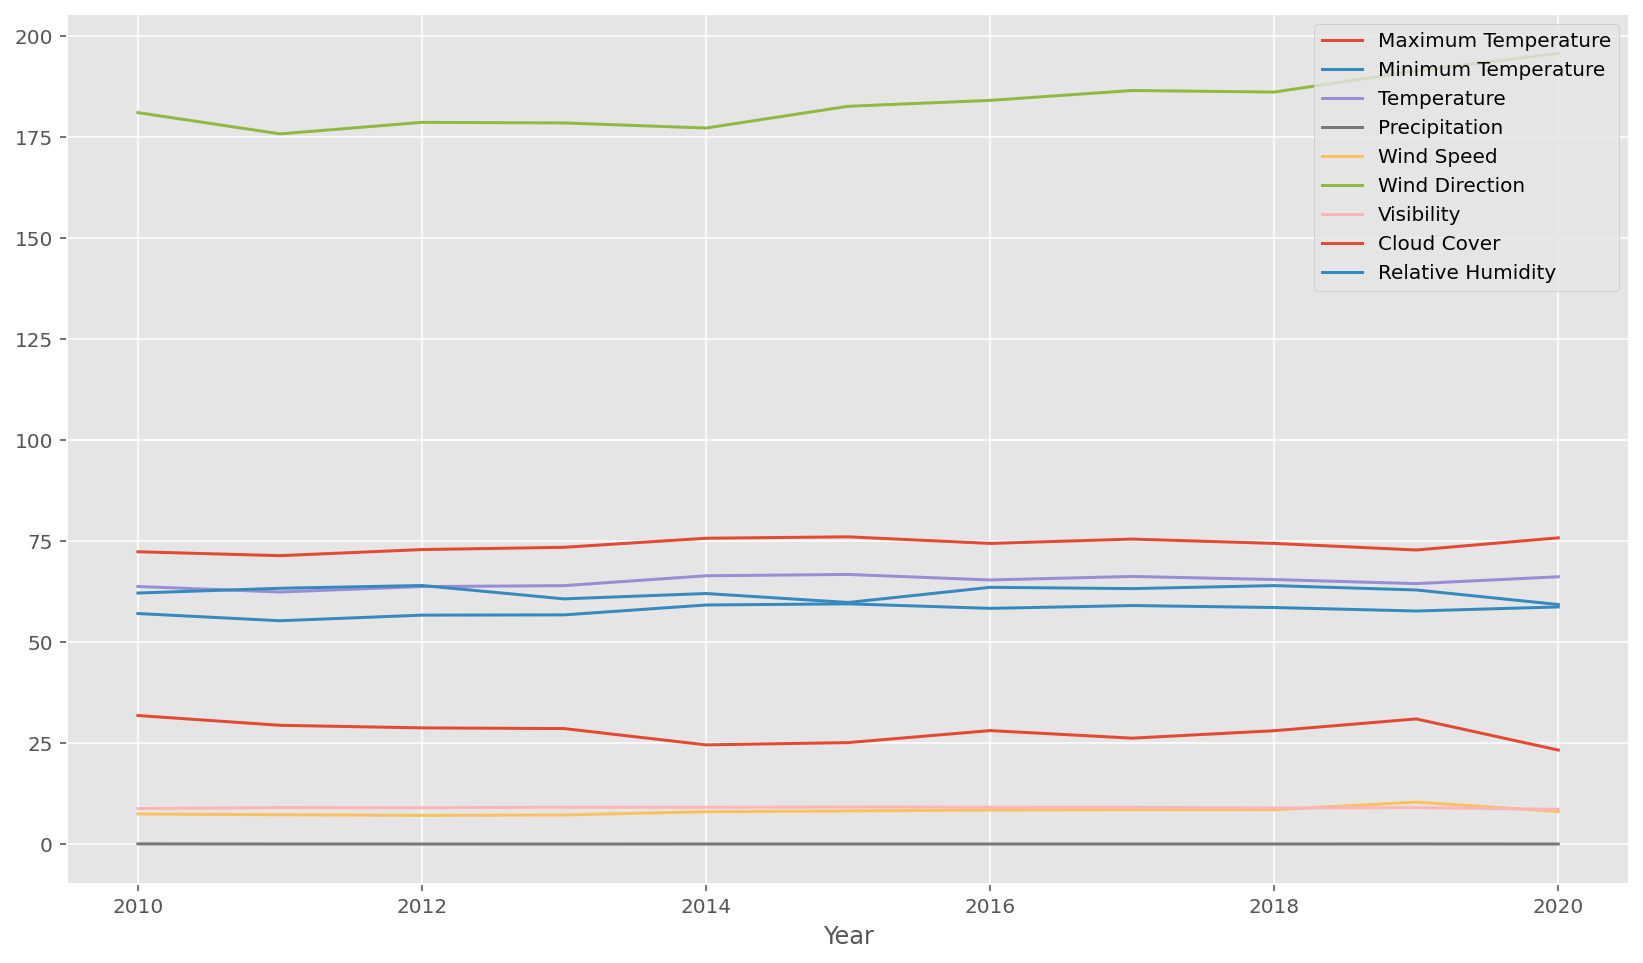 200
175
150
125
100
75
50
25
0
Maximum Temperature
Minimum Temperature
Temperature
Precipitation
Wind Speed
Wind Direction
Visibility
Cloud Cover
Relative Humidity
2010 2012 2014 2016 2018 2020
Year